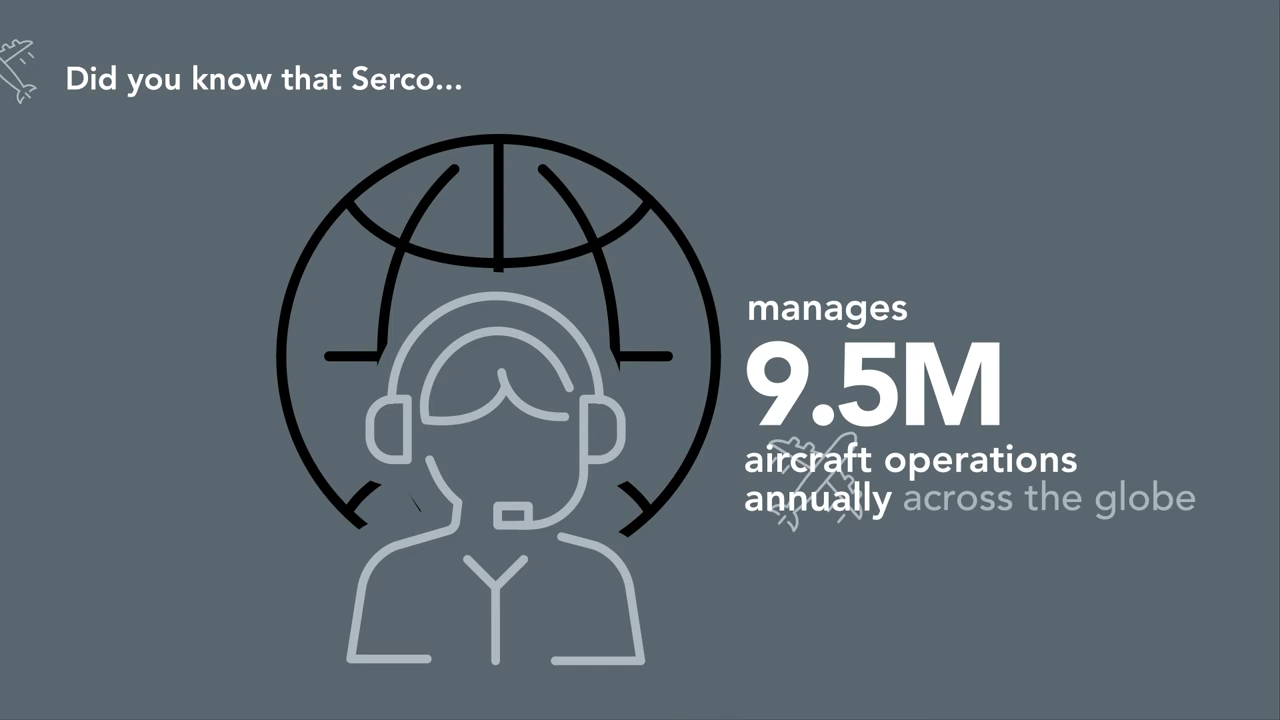 Did you know that Serco...
manages
9.5M
aircraft operations
annually across the globe